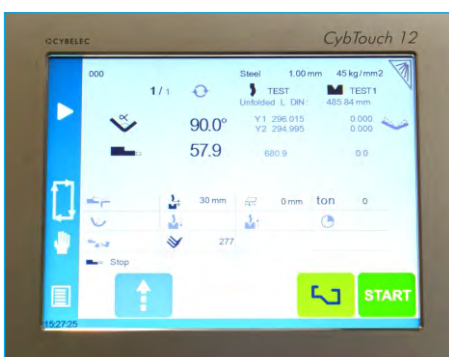 CYBELEC CybTouch 12
000 Steel 1.00 mm 45 kg/mm2
1 / 1 TEST TEST1
Unfolded L DIN: 485.84 mm
α 90.0° Y1 296.015 0.000
Y2 294.995 0.000
57.9 680.9 0.0
30 mm 0 mm ton 0
277
Stop
START
15:27:25